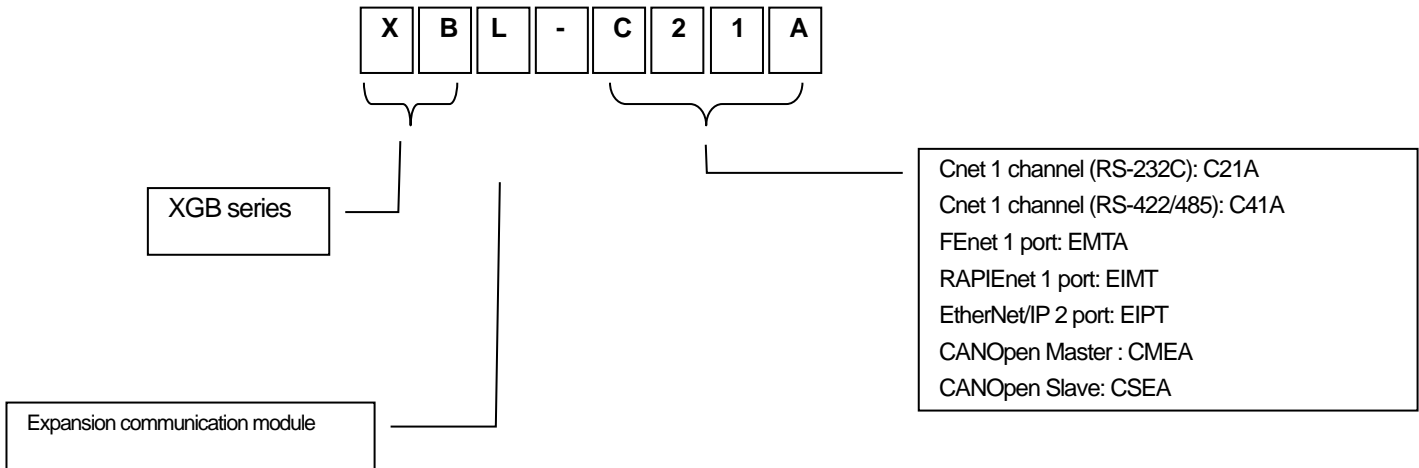 X B L - C 2 1 A
XGB series
Cnet 1 channel (RS-232C): C21A
Cnet 1 channel (RS-422/485): C41A
FEnet 1 port: EMTA
RAPIEnet 1 port: EIMT
EtherNet/IP 2 port: EIPT
CANOpen Master : CMEA
CANOpen Slave: CSEA
Expansion communication module